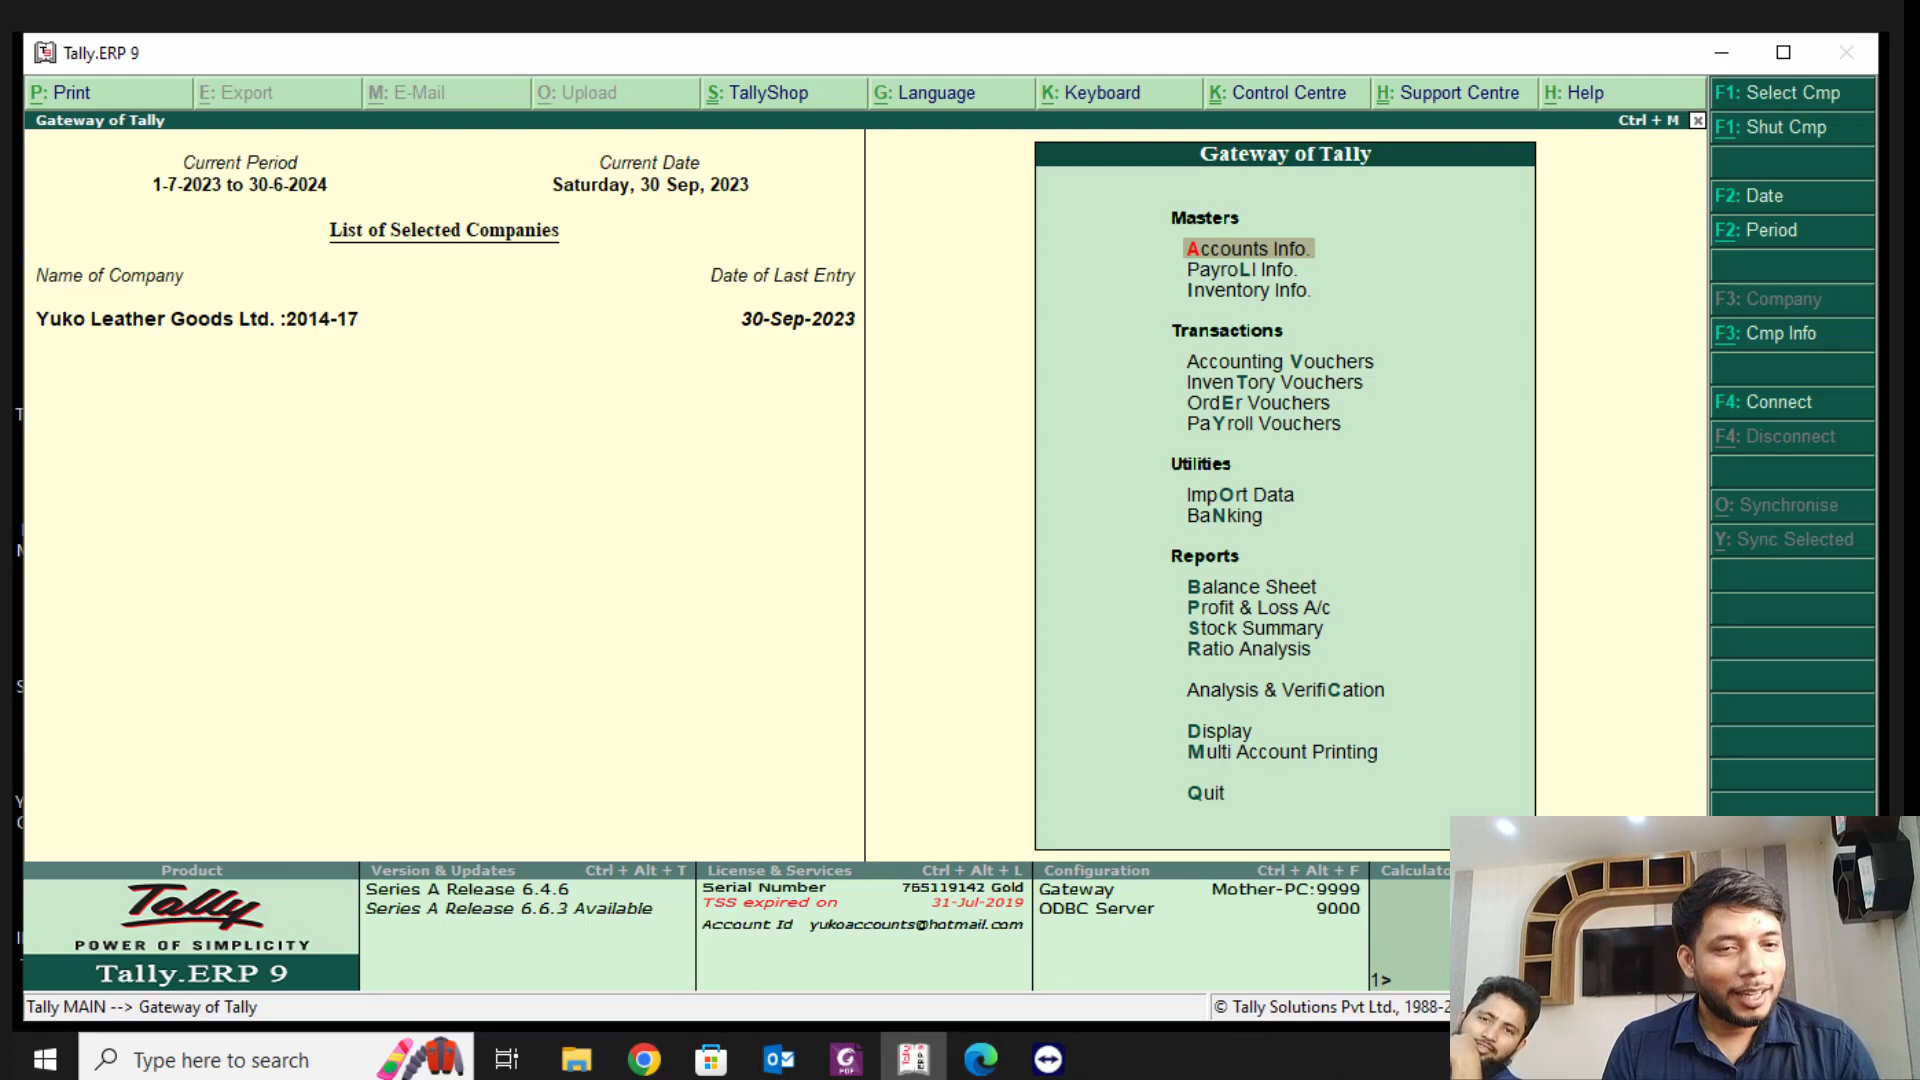 Tally.ERP 9
P: Print
E: Export
M: E-Mail
O: Upload
S: TallyShop
G: Language
K: Keyboard
K: Control Centre
H: Support Centre
H: Help
Gateway of Tally
Ctrl + M
Current Period
1-7-2023 to 30-6-2024
Current Date
Saturday, 30 Sep, 2023
List of Selected Companies
Name of Company
Date of Last Entry
Yuko Leather Goods Ltd. :2014-17
30-Sep-2023
Gateway of Tally
Masters
Accounts Info.
PayroLl Info.
Inventory Info.
Transactions
Accounting Vouchers
InvenTory Vouchers
OrdEr Vouchers
PaYroll Vouchers
Utilities
ImpOrt Data
BaNking
Reports
Balance Sheet
Profit & Loss A/c
Stock Summary
Ratio Analysis
Analysis & VerifiCation
Display
Multi Account Printing
Quit
F1: Select Cmp
F1: Shut Cmp
F2: Date
F2: Period
F3: Company
F3: Cmp Info
F4: Connect
F4: Disconnect
O: Synchronise
Y: Sync Selected
Product
Tally
POWER OF SIMPLICITY
Tally.ERP 9
Version & Updates
Ctrl + Alt + T
Series A Release 6.4.6
Series A Release 6.6.3 Available
License & Services
Ctrl + Alt + L
Serial Number
765119142 Gold
TSS expired on
31-Jul-2019
Account Id
yukoaccounts@hotmail.com
Configuration
Ctrl + Alt + F
Gateway
Mother-PC:9999
ODBC Server
9000
Calculato
1>
Tally MAIN --> Gateway of Tally
© Tally Solutions Pvt Ltd., 1988-2
Type here to search